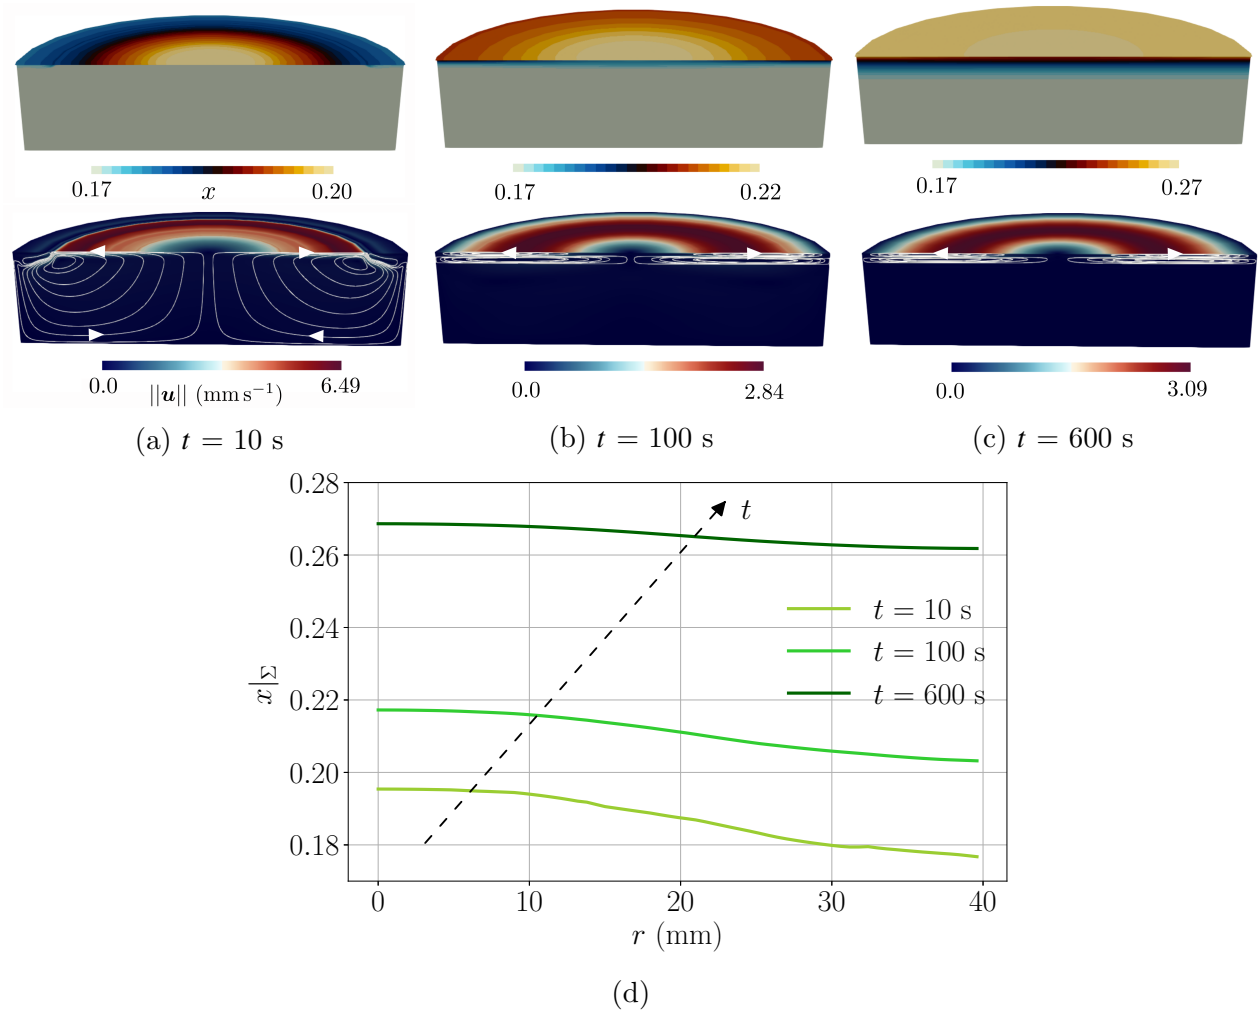 0.17 x 0.20
0.17 0.22
0.17 0.27
0.0 ||u|| (mm s⁻¹) 6.49
0.0 2.84
0.0 3.09
(a) t = 10 s
(b) t = 100 s
(c) t = 600 s
0.28
0.26
0.24
0.22
0.20
0.18
x|Σ
t
t = 10 s
t = 100 s
t = 600 s
0 10 20 30 40
r (mm)
(d)